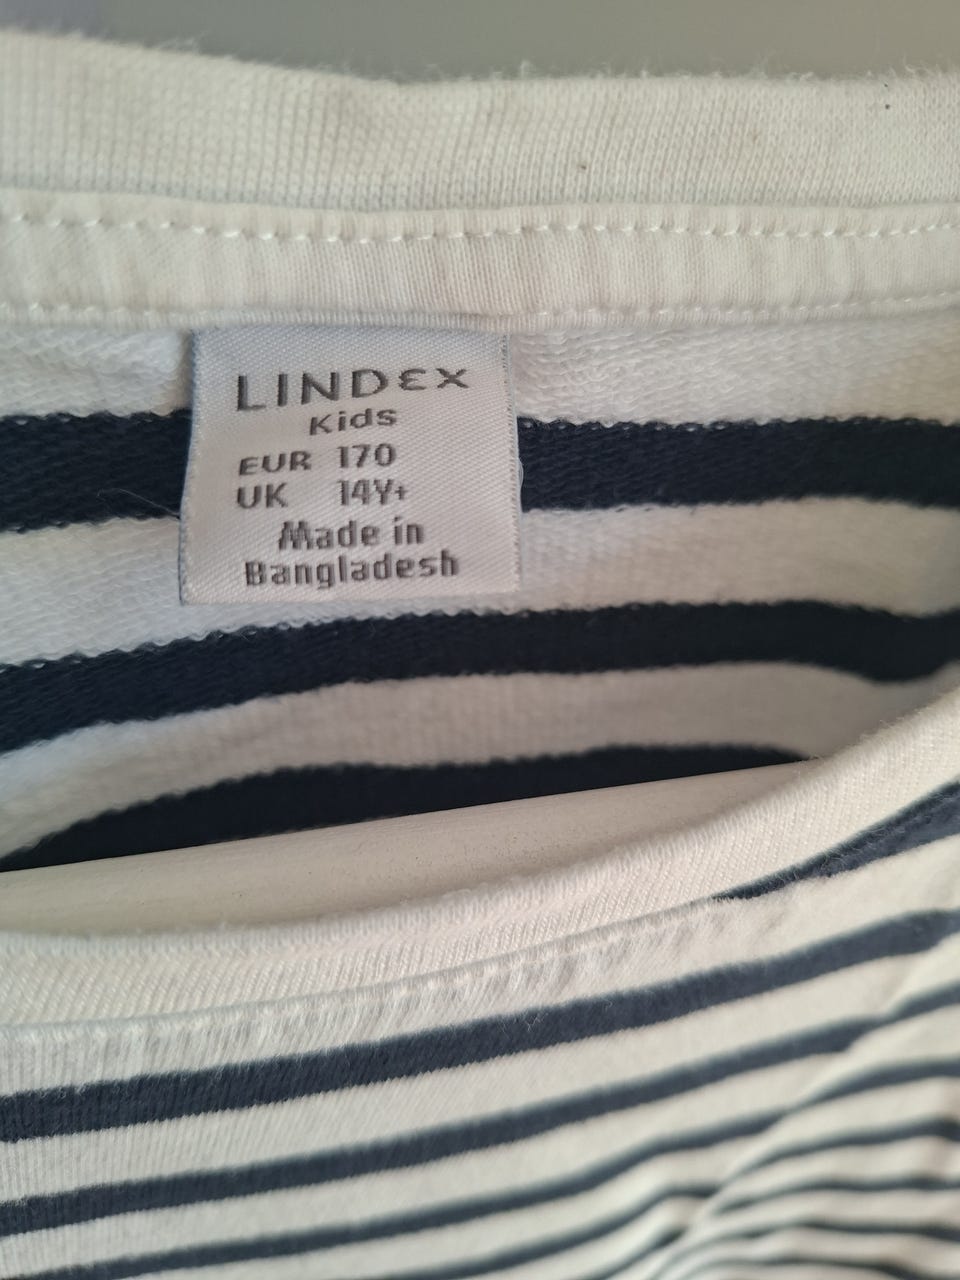 LINDEX
Kids
EUR 170
UK 14Y+
Made in
Bangladesh